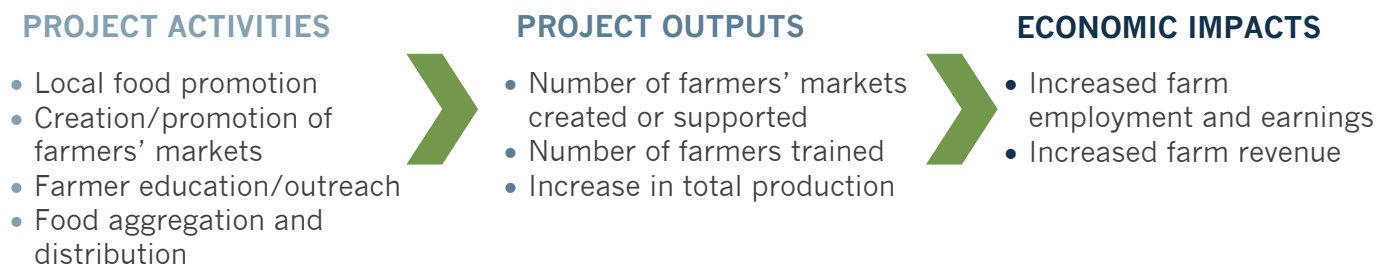 PROJECT ACTIVITIES
• Local food promotion
• Creation/promotion of
farmers’ markets
• Farmer education/outreach
• Food aggregation and
distribution
PROJECT OUTPUTS
• Number of farmers’ markets
created or supported
• Number of farmers trained
• Increase in total production
ECONOMIC IMPACTS
• Increased farm
employment and earnings
• Increased farm revenue